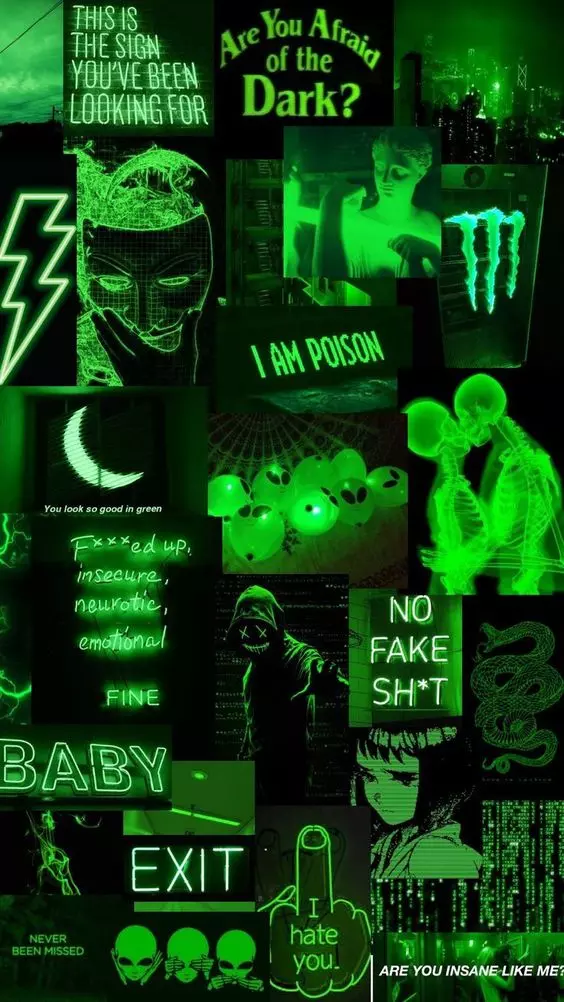 THIS IS
THE SIGN
YOU'VE BEEN
LOOKING FOR
Are You Afraid
of the
Dark?
I AM POISON
You look so good in green
F***ed up,
insecure,
neurotic,
emotional
FINE
NO
FAKE
SH*T
BABY
EXIT
I
hate
you.
NEVER
BEEN MISSED
ARE YOU INSANE LIKE ME?